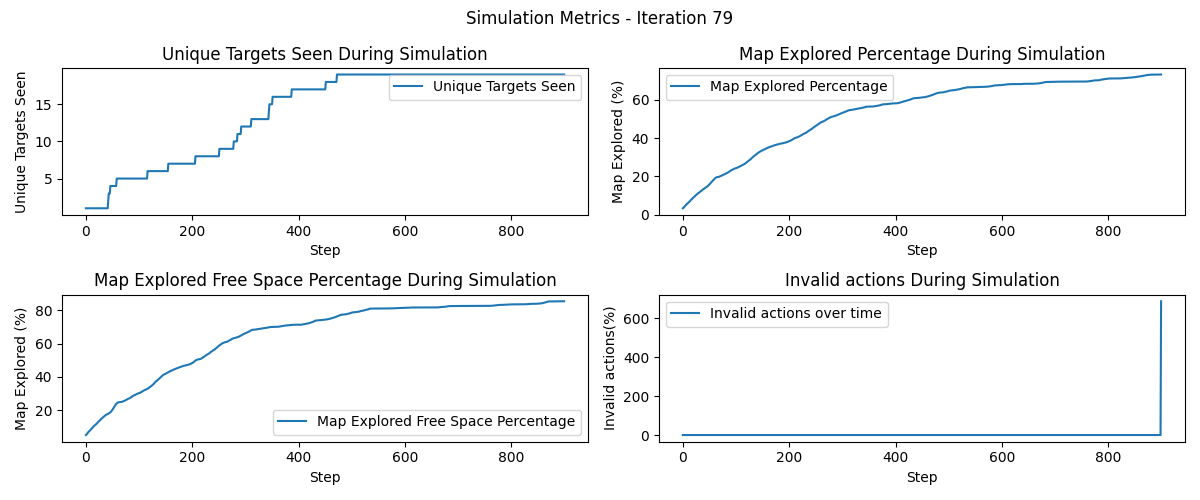 Simulation Metrics - Iteration 79
Unique Targets Seen During Simulation
Unique Targets Seen
15
10
5
Unique Targets Seen
0 200 400 600 800
Step
Map Explored Percentage During Simulation
Map Explored (%)
60
40
20
0
Map Explored Percentage
0 200 400 600 800
Step
Map Explored Free Space Percentage During Simulation
Map Explored (%)
80
60
40
20
Map Explored Free Space Percentage
0 200 400 600 800
Step
Invalid actions During Simulation
Invalid actions(%)
600
400
200
0
Invalid actions over time
0 200 400 600 800
Step